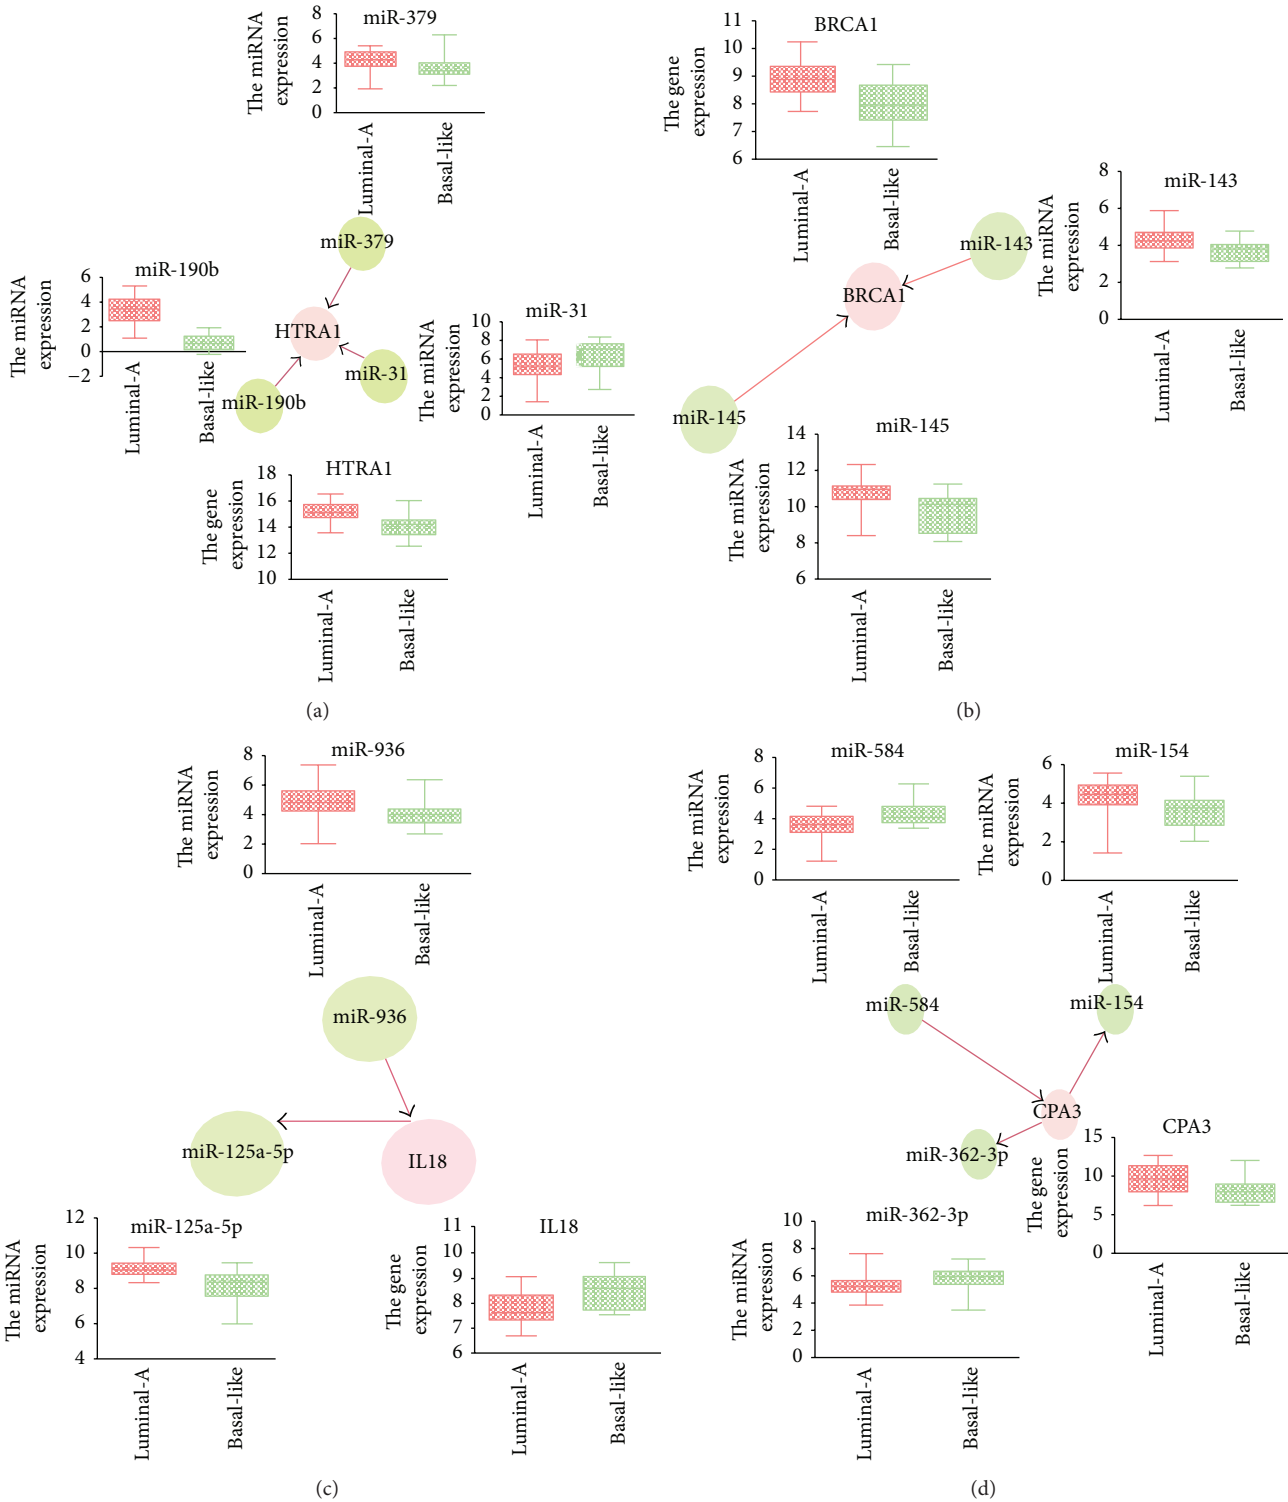 miR-379
The miRNA
expression
8
6
4
2
0
Luminal-A
Basal-like
miR-379
miR-190b
The miRNA
expression
6
4
2
0
−2
Luminal-A
Basal-like
HTRA1
miR-31
miR-190b
miR-31
The miRNA
expression
10
8
6
4
2
0
Luminal-A
Basal-like
HTRA1
The gene
expression
18
16
14
12
10
Luminal-A
Basal-like
(a)
BRCA1
The gene
expression
11
10
9
8
7
6
Luminal-A
Basal-like
miR-143
miR-143
The miRNA
expression
8
6
4
2
0
Luminal-A
Basal-like
BRCA1
miR-145
miR-145
The miRNA
expression
14
12
10
8
6
Luminal-A
Basal-like
(b)
miR-936
The miRNA
expression
8
6
4
2
0
Luminal-A
Basal-like
miR-936
miR-125a-5p
IL18
miR-125a-5p
The miRNA
expression
12
10
8
6
4
Luminal-A
Basal-like
IL18
The gene
expression
11
10
9
8
7
6
Luminal-A
Basal-like
(c)
miR-584
The miRNA
expression
8
6
4
2
0
Luminal-A
Basal-like
miR-154
The miRNA
expression
6
4
2
0
Luminal-A
Basal-like
miR-584
miR-154
CPA3
miR-362-3p
CPA3
The gene
expression
15
10
5
0
Luminal-A
Basal-like
miR-362-3p
The miRNA
expression
10
8
6
4
2
0
Luminal-A
Basal-like
(d)